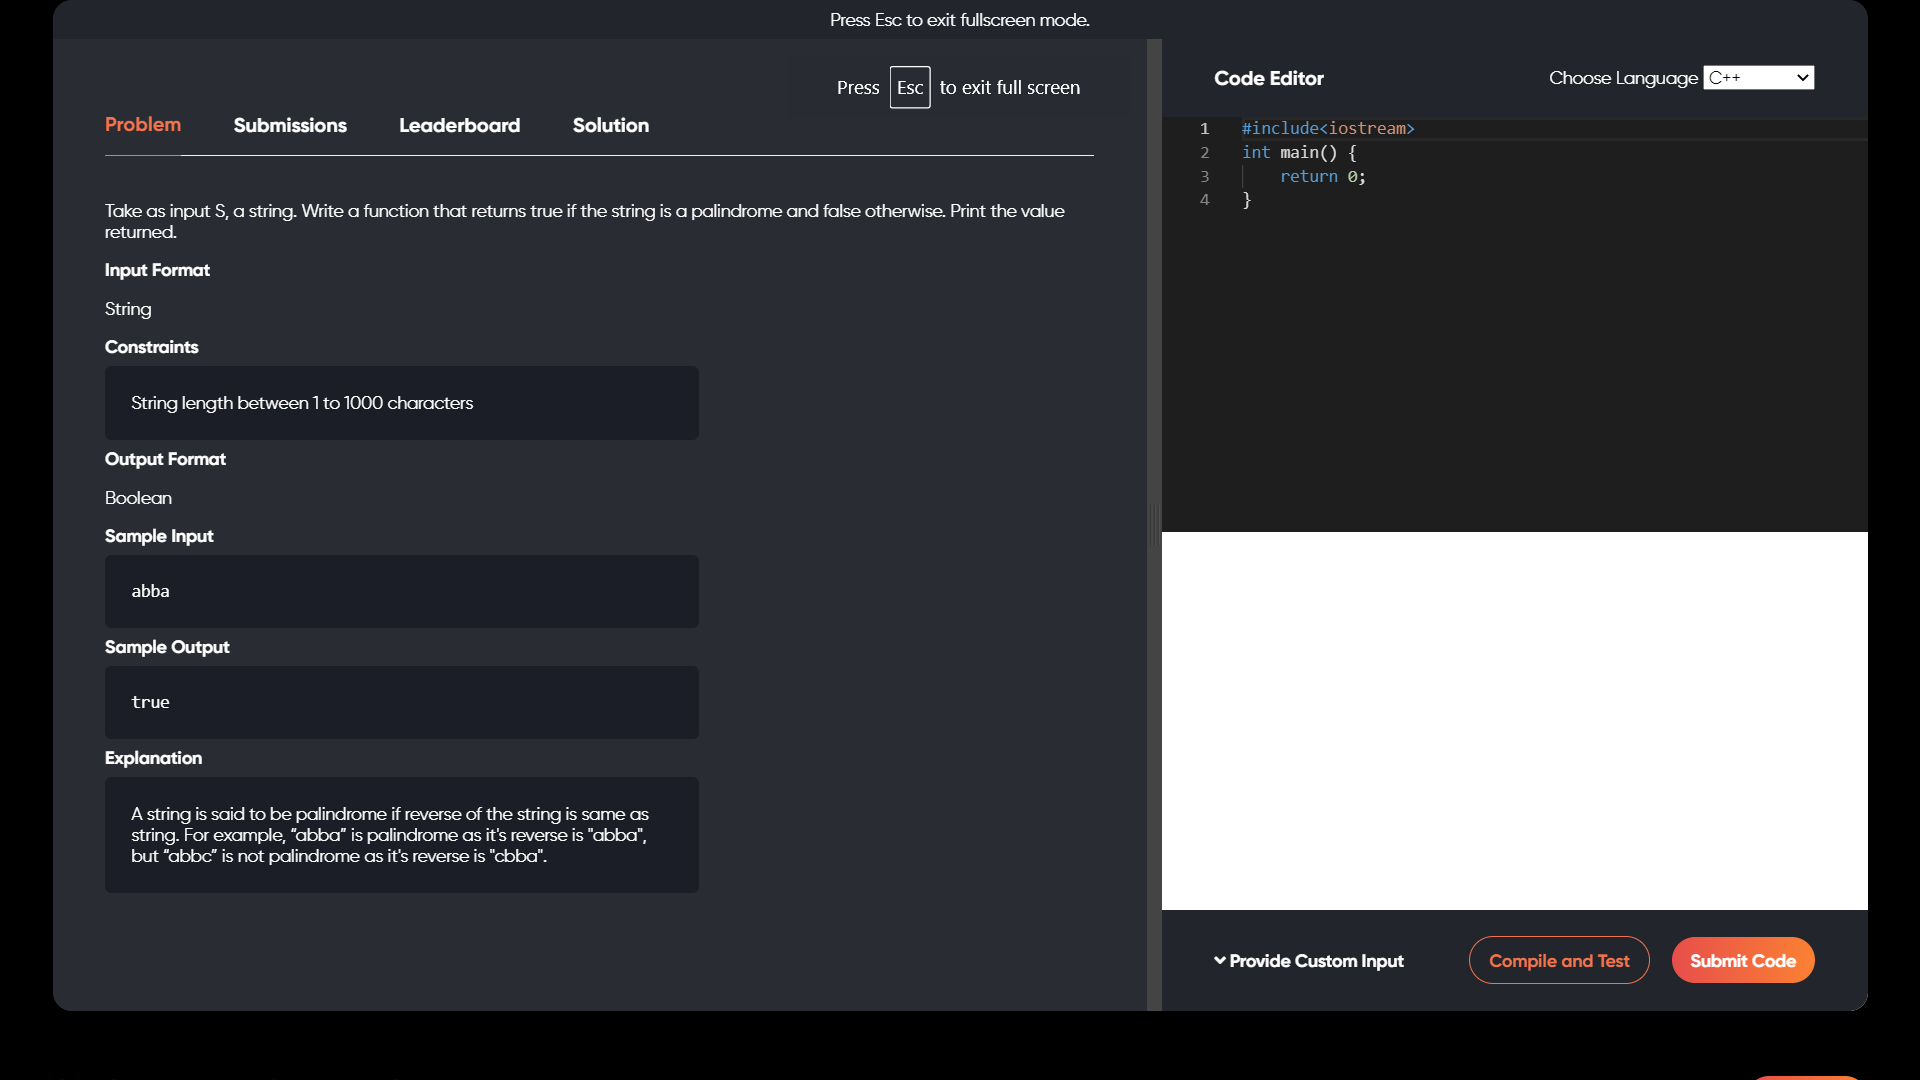 Press Esc to exit fullscreen mode.
Press Esc to exit full screen
Problem Submissions Leaderboard Solution
Take as input S, a string. Write a function that returns true if the string is a palindrome and false otherwise. Print the value
returned.
Input Format
String
Constraints
String length between 1 to 1000 characters
Output Format
Boolean
Sample Input
abba
Sample Output
true
Explanation
A string is said to be palindrome if reverse of the string is same as
string. For example, “abba” is palindrome as it's reverse is "abba",
but “abbc” is not palindrome as it's reverse is "cbba".
Code Editor
Choose Language C++
1 #include<iostream>
2 int main() {
3     return 0;
4 }
Provide Custom Input
Compile and Test
Submit Code